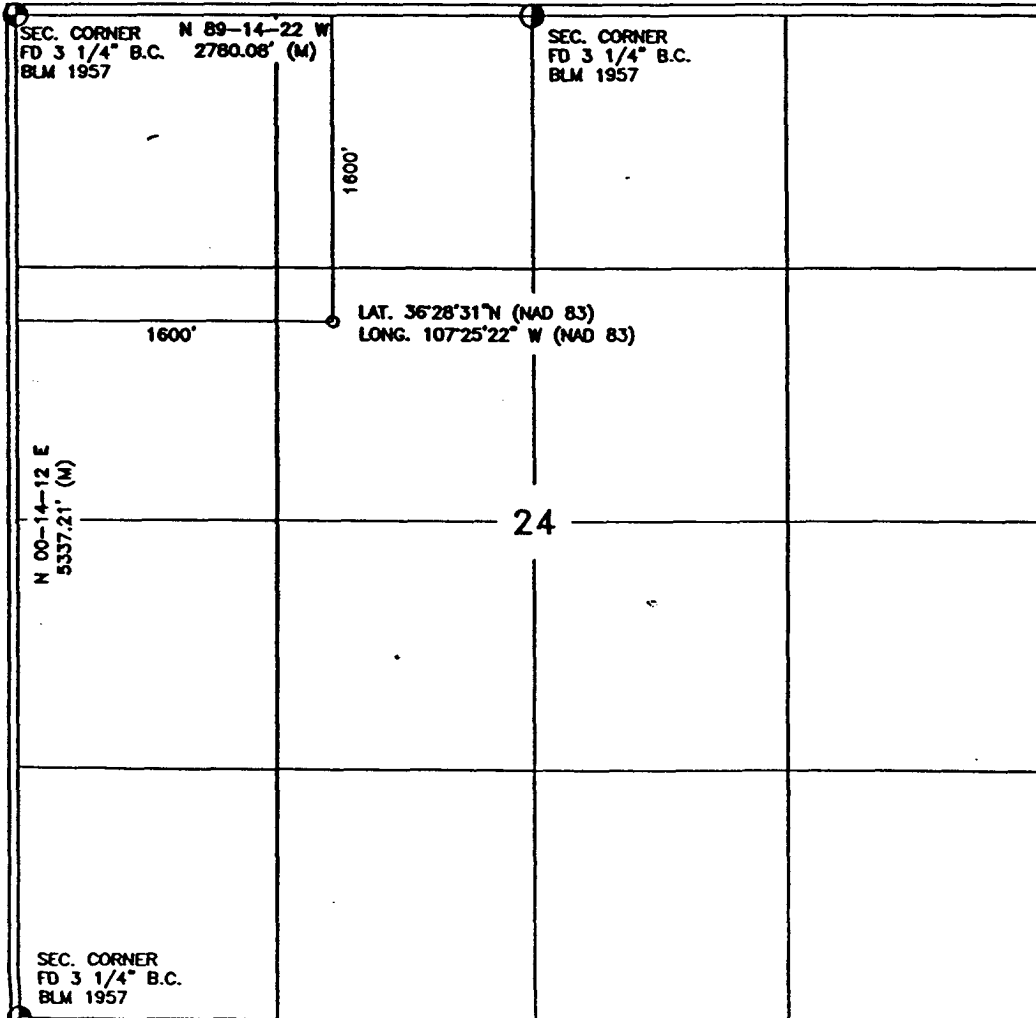 SEC. CORNER
FD 3 1/4" B.C.
BLM 1957
N 89-14-22 W
2780.08' (M)
SEC. CORNER
FD 3 1/4" B.C.
BLM 1957
1600'
LAT. 36°28'31"N (NAD 83)
LONG. 107°25'22" W (NAD 83)
1600'
N 00-14-12 E
5337.21' (M)
24
SEC. CORNER
FD 3 1/4" B.C.
BLM 1957